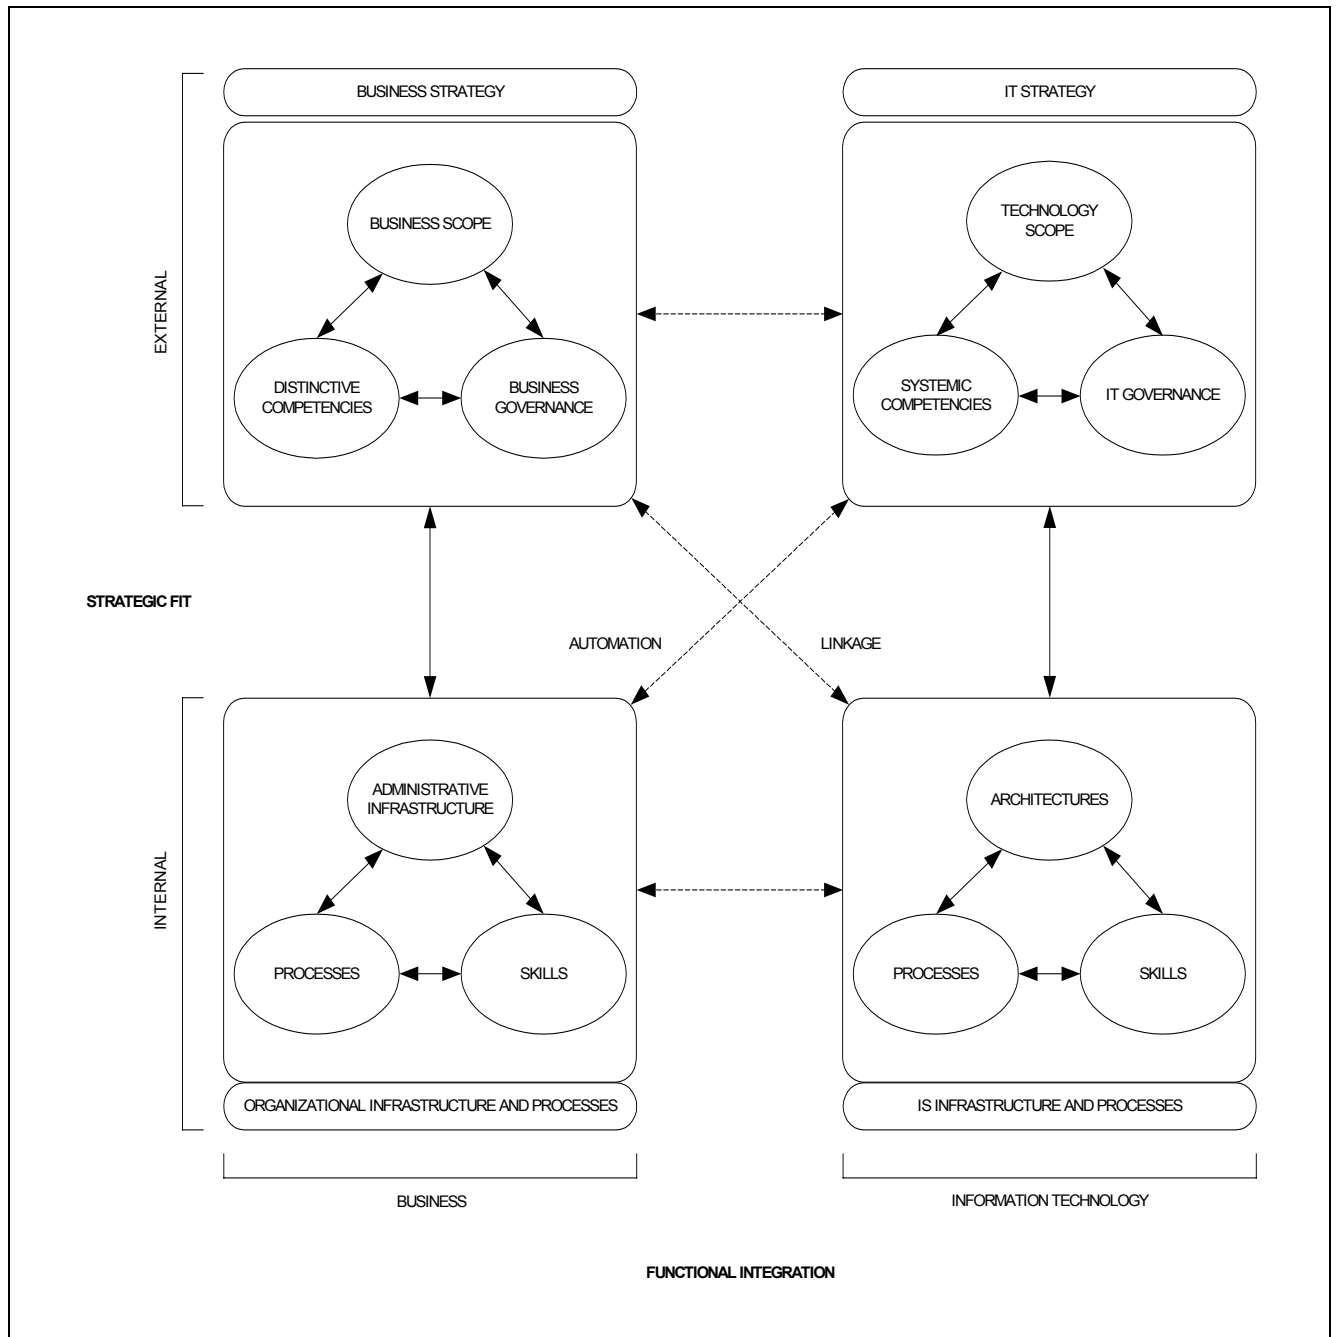 BUSINESS STRATEGY
IT STRATEGY
BUSINESS SCOPE
TECHNOLOGY
SCOPE
EXTERNAL
DISTINCTIVE
COMPETENCIES
BUSINESS
GOVERNANCE
SYSTEMIC
COMPETENCIES
IT GOVERNANCE
STRATEGIC FIT
AUTOMATION
LINKAGE
ADMINISTRATIVE
INFRASTRUCTURE
ARCHITECTURES
INTERNAL
PROCESSES
SKILLS
PROCESSES
SKILLS
ORGANIZATIONAL INFRASTRUCTURE AND PROCESSES
IS INFRASTRUCTURE AND PROCESSES
BUSINESS
INFORMATION TECHNOLOGY
FUNCTIONAL INTEGRATION